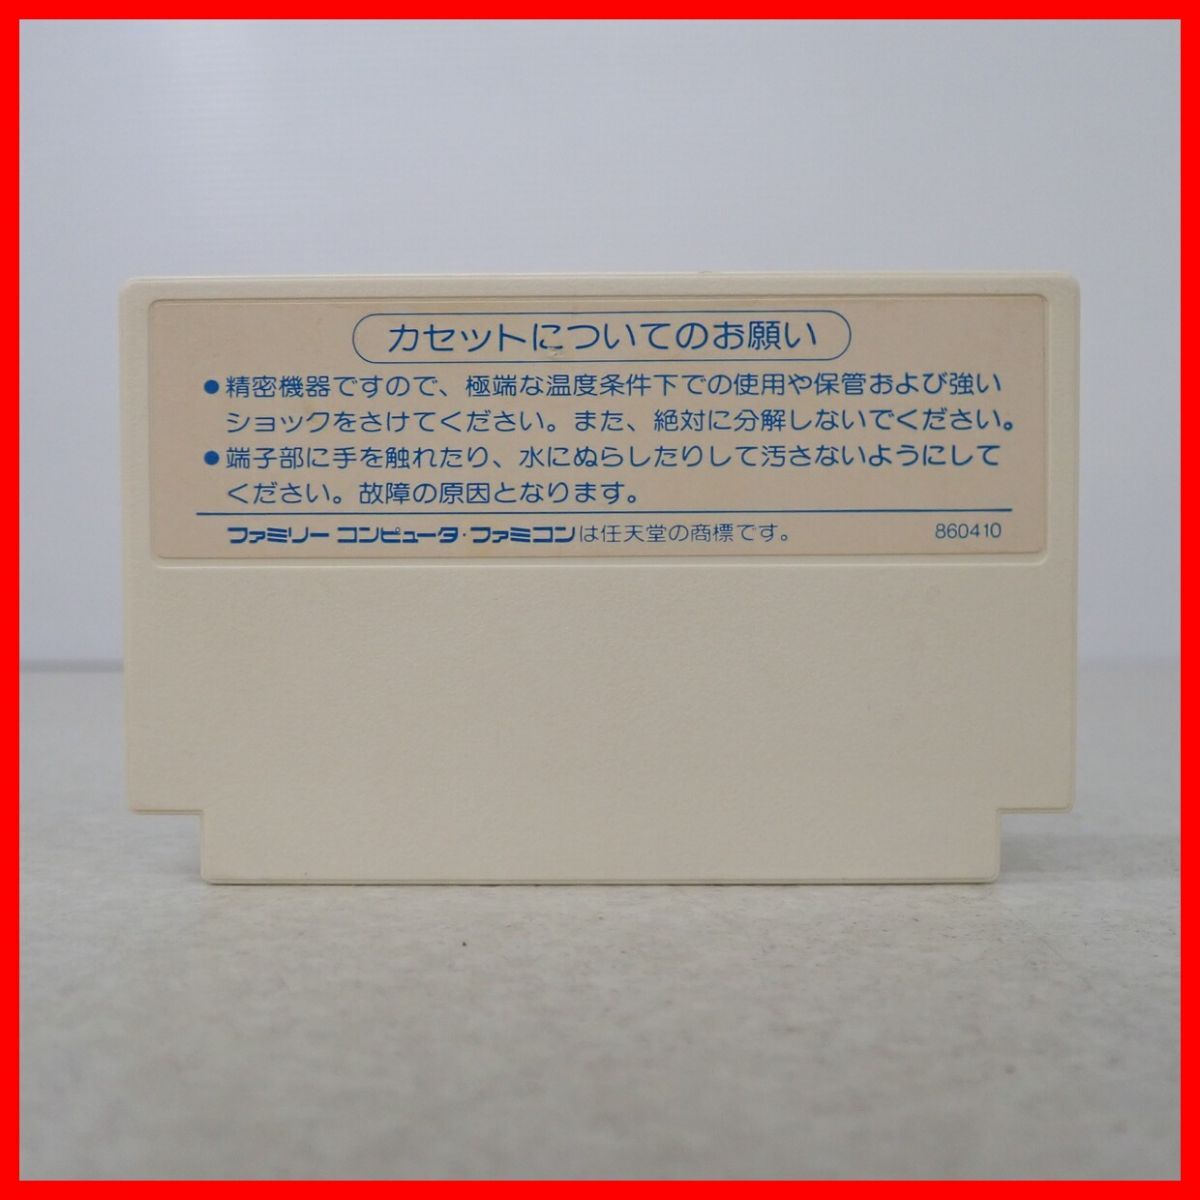 カセットについてのお願い
●精密機器ですので、極端な温度条件下での使用や保管および強い
ショックをさけてください。また、絶対に分解しないでください。
●端子部に手を触れたり、水にぬらしたりして汚さないようにして
ください。故障の原因となります。
ファミリー コンピュータ・ファミコンは任天堂の商標です。 860410